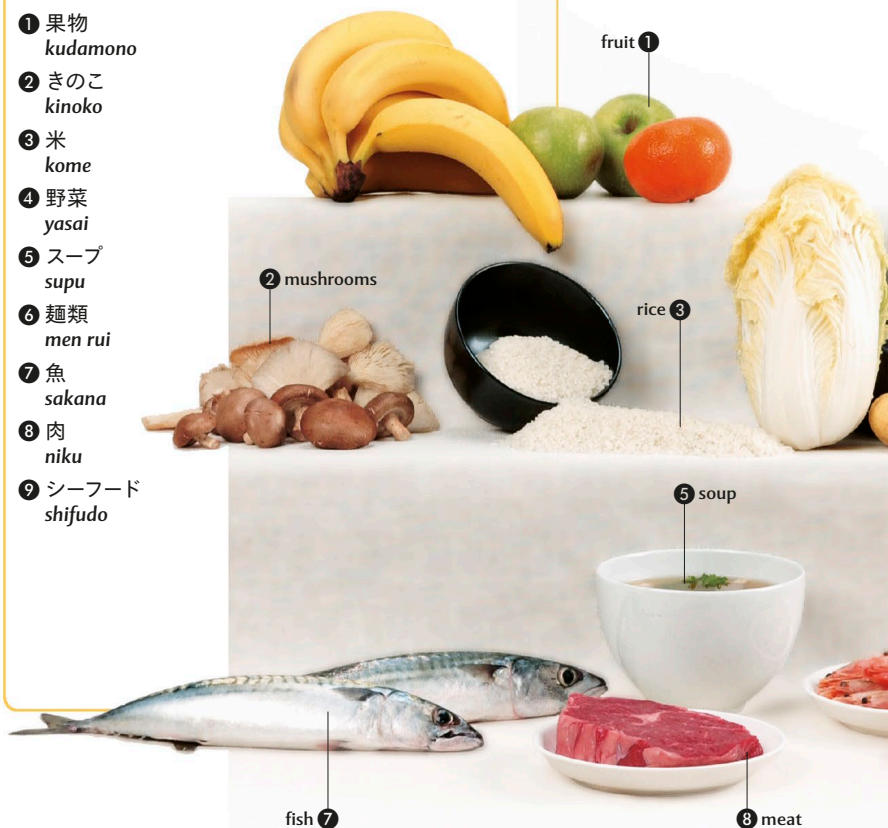 ❶ 果物
kudamono
❷ きのこ
kinoko
❸ 米
kome
❹ 野菜
yasai
❺ スープ
supu
❻ 麺類
men rui
❼ 魚
sakana
❽ 肉
niku
❾ シーフード
shifudo
fruit ❶
❷ mushrooms
rice ❸
❺ soup
fish ❼
❽ meat